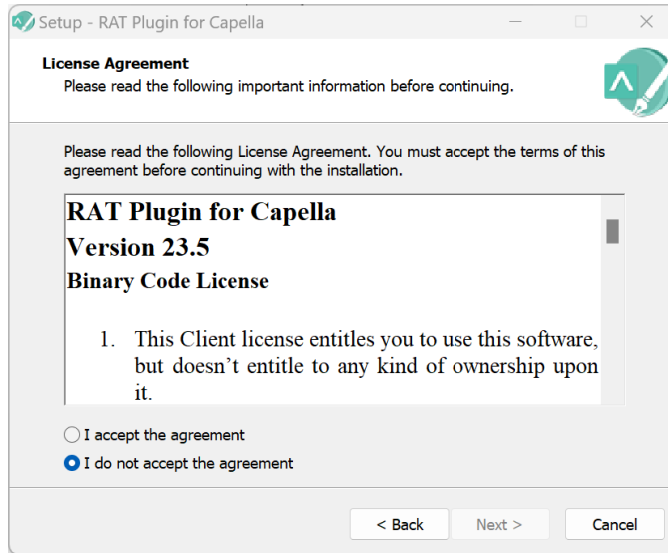 Setup - RAT Plugin for Capella
License Agreement
Please read the following important information before continuing.
Please read the following License Agreement. You must accept the terms of this
agreement before continuing with the installation.
RAT Plugin for Capella
Version 23.5
Binary Code License
1. This Client license entitles you to use this software,
but doesn’t entitle to any kind of ownership upon
it.
I accept the agreement
I do not accept the agreement
< Back Next > Cancel